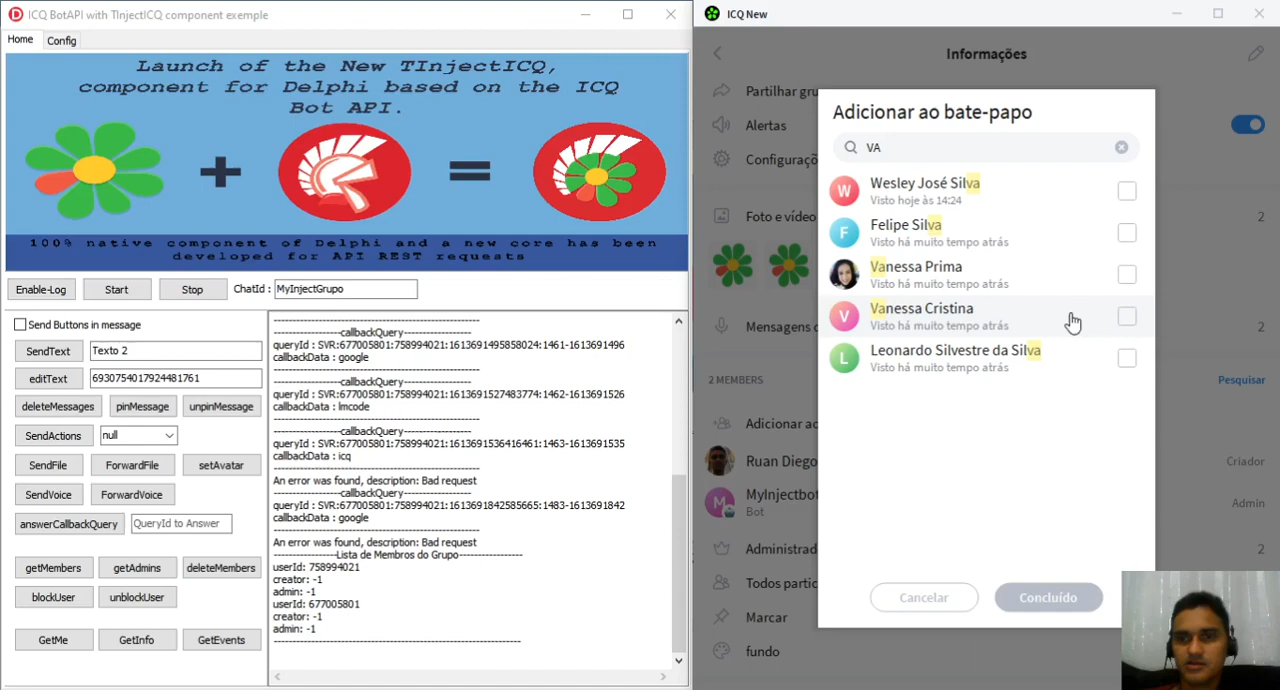 ICQ BotAPI with TInjectICQ component exemple
Home
Config
Launch of the New TInjectICQ,
component for Delphi based on the ICQ
Bot API.
100% native component of Delphi and a new core has been
developed for API REST requests
Enable-Log
Start
Stop
ChatId :
MyInjectGrupo
Send Buttons in message
SendText
Texto 2
editText
6930754017924481761
deleteMessages
pinMessage
unpinMessage
SendActions
null
SendFile
ForwardFile
setAvatar
SendVoice
ForwardVoice
answerCallbackQuery
QueryId to Answer
getMembers
getAdmins
deleteMembers
blockUser
unblockUser
GetMe
GetInfo
GetEvents
------------------callbackQuery------------------
queryId : SVR:677005801:758994021:1613691495858024:1461-1613691496
callbackData : google
------------------callbackQuery------------------
queryId : SVR:677005801:758994021:1613691527483774:1462-1613691526
callbackData : lmcode
------------------callbackQuery------------------
queryId : SVR:677005801:758994021:1613691536416461:1463-1613691535
callbackData : icq
An error was found, description: Bad request
------------------callbackQuery------------------
queryId : SVR:677005801:758994021:1613691842585665:1483-1613691842
callbackData : google
An error was found, description: Bad request
-----------------Lista de Membros do Grupo-----------------
userId: 758994021
creator: -1
admin: -1
userId: 677005801
creator: -1
admin: -1
ICQ New
Informações
Partilhar gru
Alertas
Configuraçõ
Foto e vídeo
2
Mensagens d
2
2 MEMBERS
Pesquisar
Adicionar ao
Ruan Diego
Criador
MyInjectbot
Bot
Admin
Administrad
2
Todos partic
Marcar
fundo
Adicionar ao bate-papo
VA
W
Wesley José Silva
Visto hoje às 14:24
F
Felipe Silva
Visto há muito tempo atrás
Vanessa Prima
Visto há muito tempo atrás
V
Vanessa Cristina
Visto há muito tempo atrás
L
Leonardo Silvestre da Silva
Visto há muito tempo atrás
Cancelar
Concluído